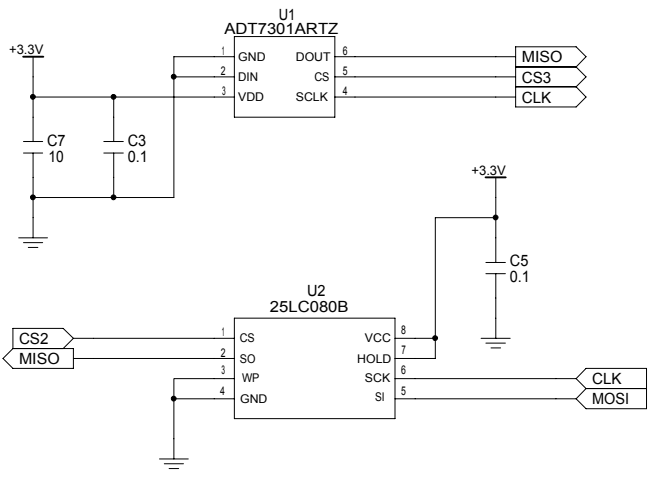 U1
ADT7301ARTZ
+3.3V
1 GND DOUT 6 MISO
2 DIN CS 5 CS3
3 VDD SCLK 4 CLK
C7
10
C3
0.1
+3.3V
C5
0.1
U2
25LC080B
CS2 1 CS VCC 8
MISO 2 SO HOLD 7
3 WP SCK 6 CLK
4 GND SI 5 MOSI